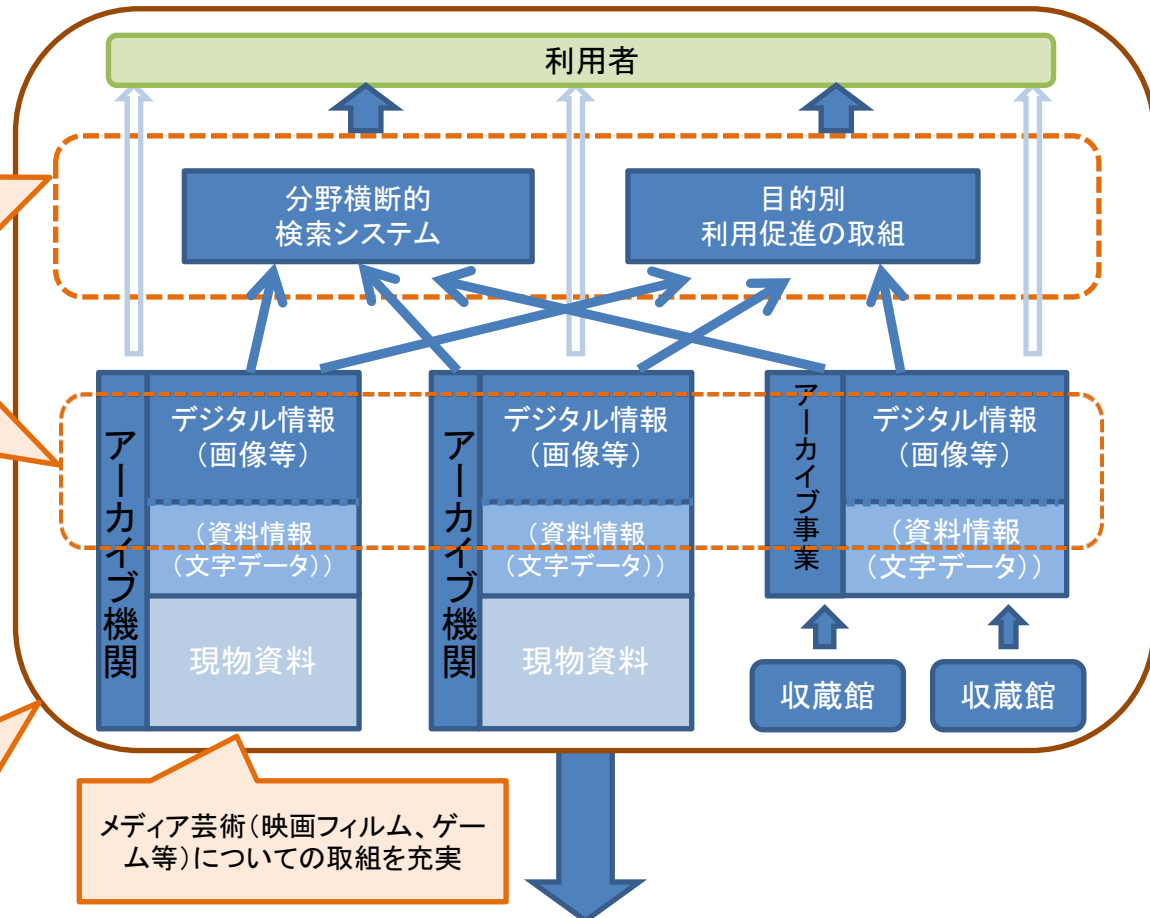 利用者
分野横断的
検索システム
目的別
利用促進の取組
アーカイブ機関
デジタル情報
（画像等）
（資料情報
（文字データ））
現物資料
アーカイブ機関
デジタル情報
（画像等）
（資料情報
（文字データ））
現物資料
アーカイブ事業
デジタル情報
（画像等）
（資料情報
（文字データ））
収蔵館
収蔵館
メディア芸術（映画フィルム、ゲー
ム等）についての取組を充実